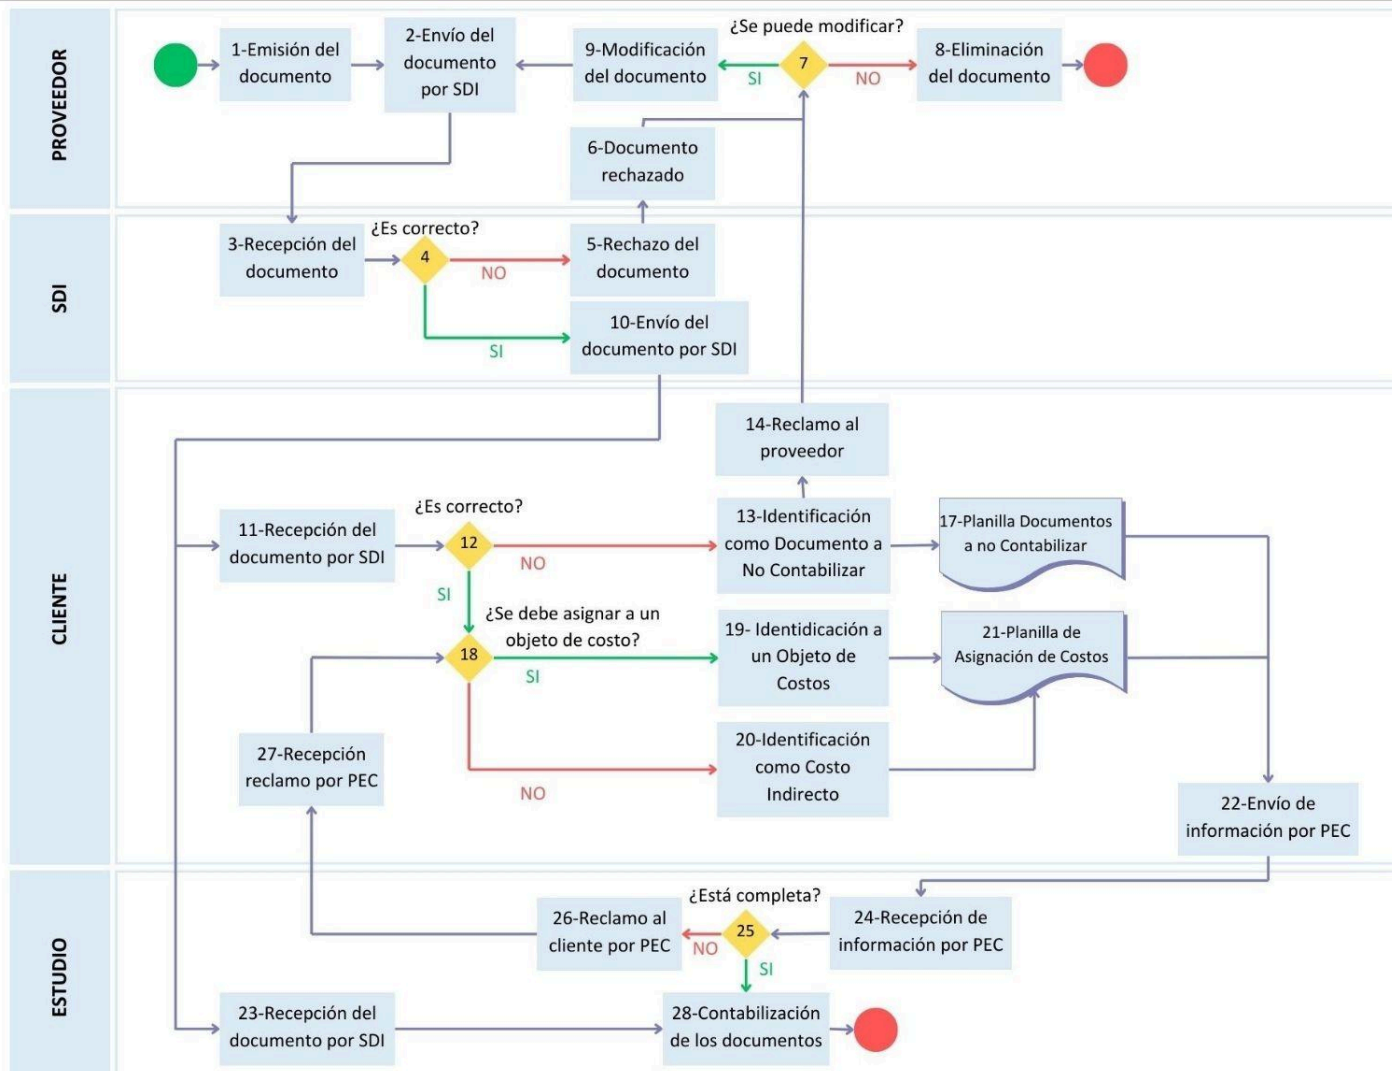 PROVEEDOR
1-Emisión del
documento
2-Envío del
documento
por SDI
9-Modificación
del documento
¿Se puede modificar?
7
SI
NO
8-Eliminación
del documento
6-Documento
rechazado
SDI
3-Recepción del
documento
¿Es correcto?
4
NO
SI
5-Rechazo del
documento
10-Envío del
documento por SDI
CLIENTE
14-Reclamo al
proveedor
11-Recepción del
documento por SDI
¿Es correcto?
12
NO
SI
13-Identificación
como Documento a
No Contabilizar
17-Planilla Documentos
a no Contabilizar
¿Se debe asignar a un
objeto de costo?
18
SI
NO
19- Identidicación a
un Objeto de
Costos
21-Planilla de
Asignación de Costos
27-Recepción
reclamo por PEC
20-Identificación
como Costo
Indirecto
22-Envío de
información por PEC
ESTUDIO
26-Reclamo al
cliente por PEC
¿Está completa?
25
NO
SI
24-Recepción de
información por PEC
23-Recepción del
documento por SDI
28-Contabilización
de los documentos